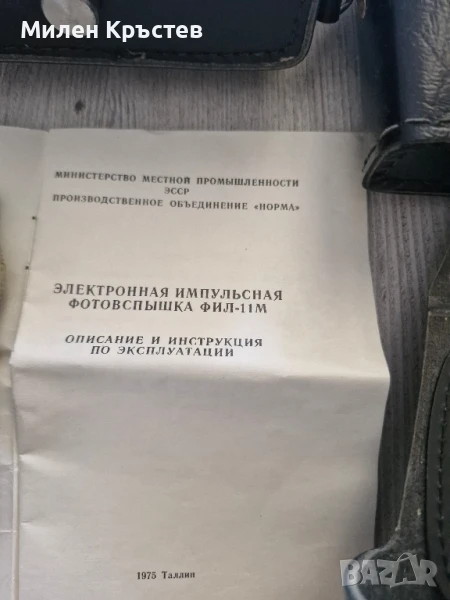 Милен Кръстев
МИНИСТЕРСТВО МЕСТНОЙ ПРОМЫШЛЕННОСТИ
ЭССР
ПРОИЗВОДСТВЕННОЕ ОБЪЕДИНЕНИЕ «НОРМА»
ЭЛЕКТРОННАЯ ИМПУЛЬСНАЯ
ФОТОВСПЫШКА ФИЛ-11М
ОПИСАНИЕ И ИНСТРУКЦИЯ
ПО ЭКСПЛУАТАЦИИ
1975 Таллин
BAZAR